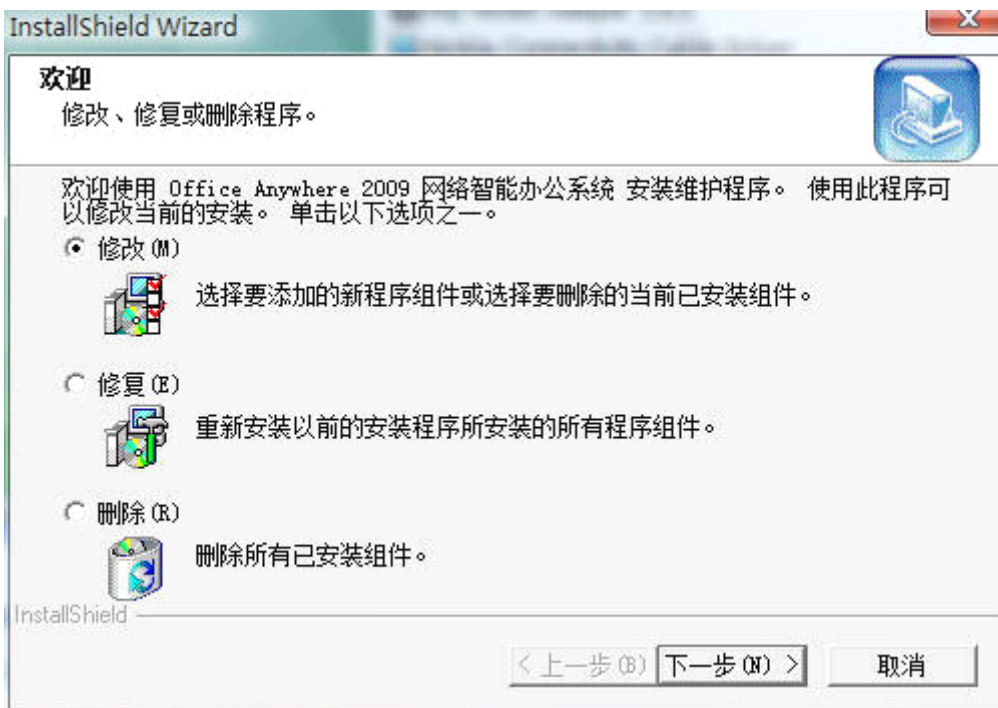 InstallShield Wizard
欢迎
修改、修复或删除程序。
欢迎使用 Office Anywhere 2009 网络智能办公系统 安装维护程序。 使用此程序可
以修改当前的安装。 单击以下选项之一。
修改(M)
选择要添加的新程序组件或选择要删除的当前已安装组件。
修复(E)
重新安装以前的安装程序所安装的所有程序组件。
删除(R)
删除所有已安装组件。
InstallShield
< 上一步(B) 下一步(N) > 取消